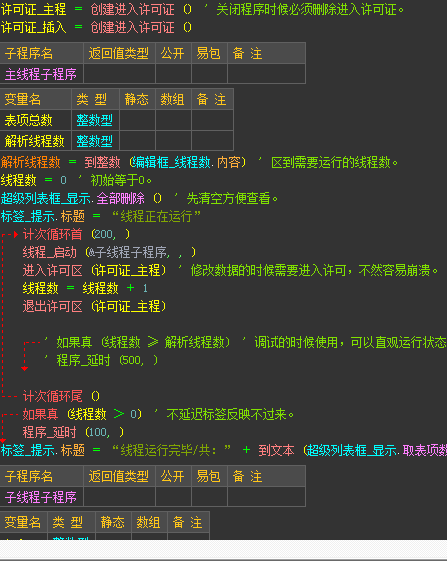 许可证_主程 = 创建进入许可证 () ' 关闭程序时候必须删除进入许可证。
许可证_插入 = 创建进入许可证 ()
子程序名 返回值类型 公开 易包 备 注
主线程子程序
变量名 类 型 静态 数组 备 注
表项总数 整数型
解析线程数 整数型
解析线程数 = 到整数 (编辑框_线程数.内容) ' 区到需要运行的线程数。
线程数 = 0 ' 初始等于0。
超级列表框_显示.全部删除 () ' 先清空方便查看。
标签_提示.标题 = “线程正在运行”
计次循环首 (200, )
线程_启动 (&子线程子程序, , )
进入许可区 (许可证_主程) ' 修改数据的时候需要进入许可，不然容易崩溃。
线程数 = 线程数 + 1
退出许可区 (许可证_主程)
' 如果真 (线程数 ≥ 解析线程数) ' 调试的时候使用，可以直观运行状态
' 程序_延时 (500, )
计次循环尾 ()
如果真 (线程数 > 0) ' 不延迟标签反映不过来。
程序_延时 (100, )
标签_提示.标题 = “线程运行完毕/共：” + 到文本 (超级列表框_显示.取表项数
子程序名 返回值类型 公开 易包 备 注
子线程子程序
变量名 类 型 静态 数组 备 注
整数型